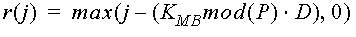 r(j) = max(j – (K_MB mod(P) · D), 0)